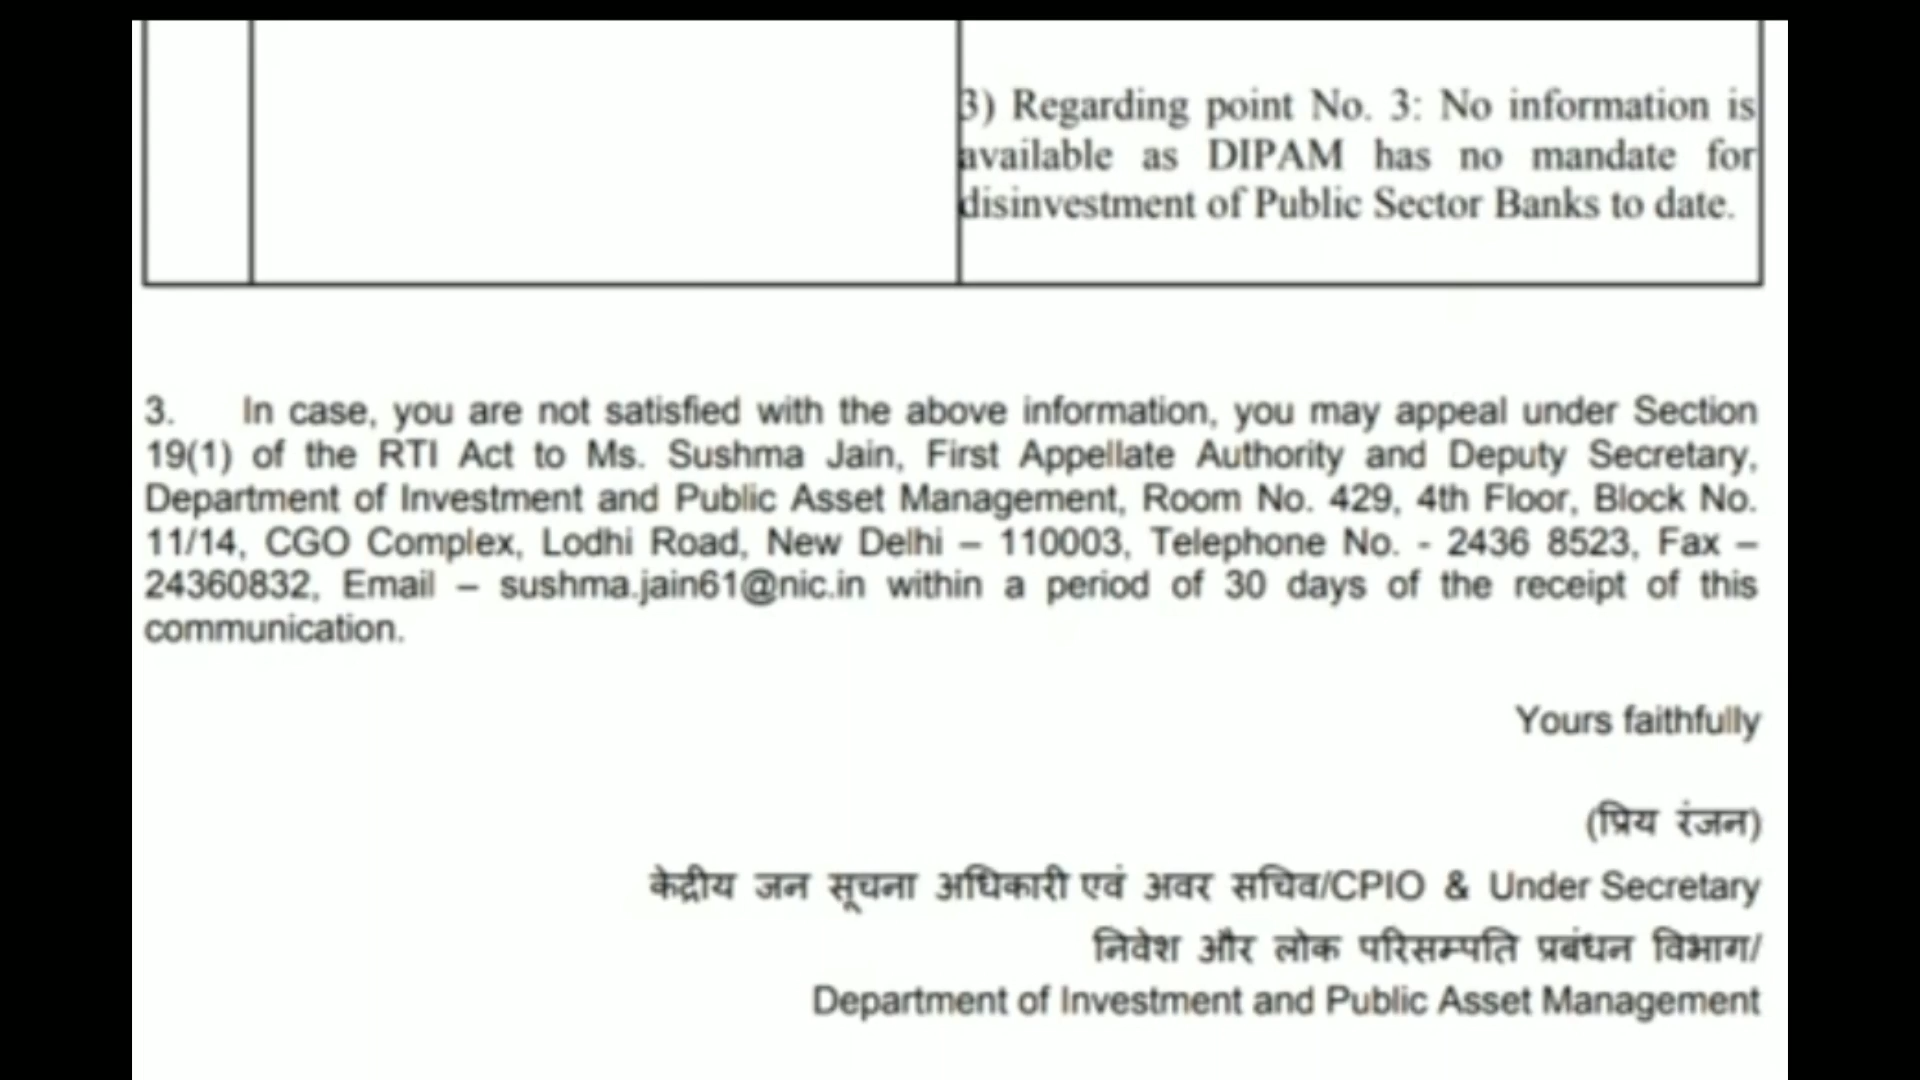 3) Regarding point No. 3: No information is
available as DIPAM has no mandate for
disinvestment of Public Sector Banks to date.
3. In case, you are not satisfied with the above information, you may appeal under Section
19(1) of the RTI Act to Ms. Sushma Jain, First Appellate Authority and Deputy Secretary,
Department of Investment and Public Asset Management, Room No. 429, 4th Floor, Block No.
11/14, CGO Complex, Lodhi Road, New Delhi – 110003, Telephone No. - 2436 8523, Fax –
24360832, Email – sushma.jain61@nic.in within a period of 30 days of the receipt of this
communication.
Yours faithfully
(प्रिय रंजन)
केद्रीय जन सूचना अधिकारी एवं अवर सचिव/CPIO & Under Secretary
निवेश और लोक परिसम्पति प्रबंधन विभाग/
Department of Investment and Public Asset Management